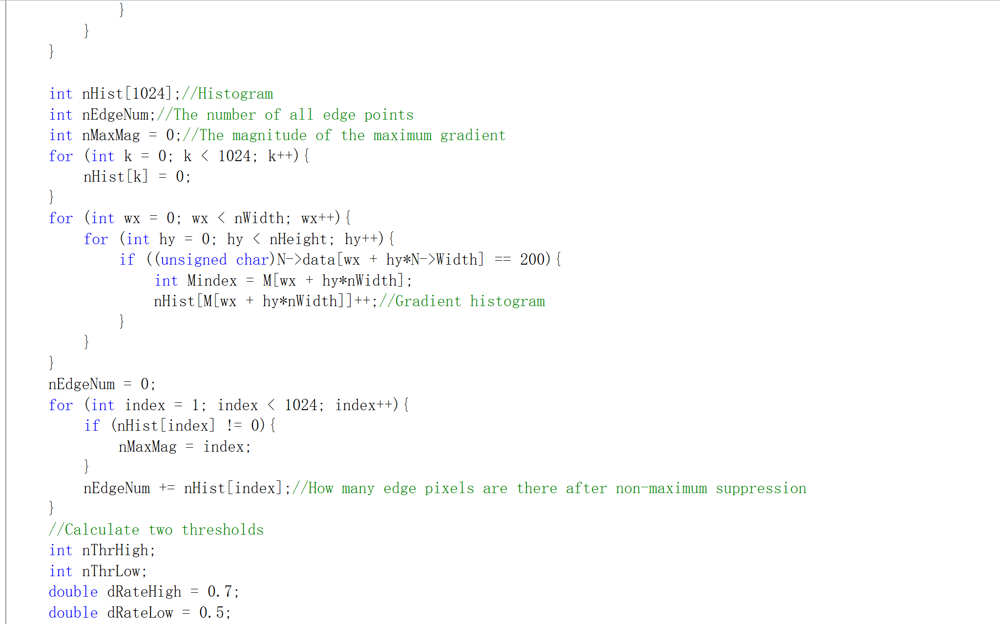 }
}
}
int nHist[1024];//Histogram
int nEdgeNum;//The number of all edge points
int nMaxMag = 0;//The magnitude of the maximum gradient
for (int k = 0; k < 1024; k++){
nHist[k] = 0;
}
for (int wx = 0; wx < nWidth; wx++){
for (int hy = 0; hy < nHeight; hy++){
if ((unsigned char)N->data[wx + hy*N->Width] == 200){
int Mindex = M[wx + hy*nWidth];
nHist[M[wx + hy*nWidth]]++;//Gradient histogram
}
}
}
nEdgeNum = 0;
for (int index = 1; index < 1024; index++){
if (nHist[index] != 0){
nMaxMag = index;
}
nEdgeNum += nHist[index];//How many edge pixels are there after non-maximum suppression
}
//Calculate two thresholds
int nThrHigh;
int nThrLow;
double dRateHigh = 0.7;
double dRateLow = 0.5;